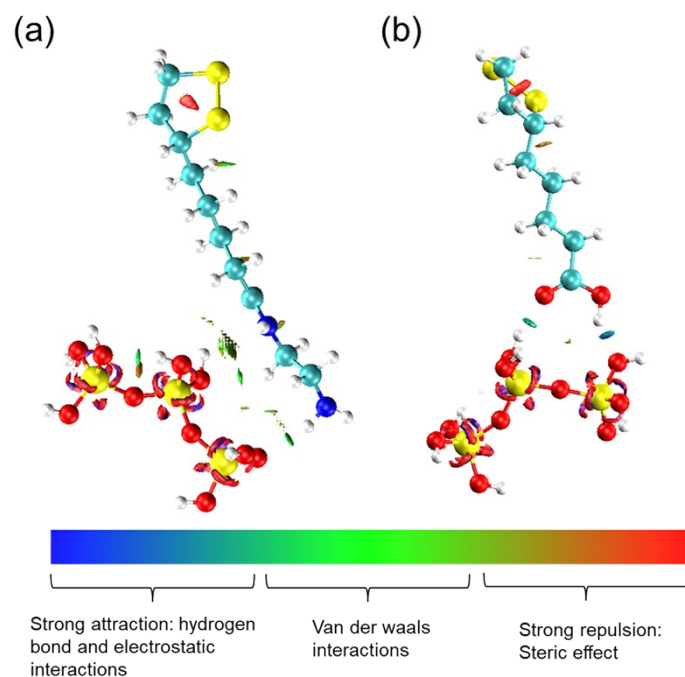 (a)
(b)
Strong attraction: hydrogen
bond and electrostatic
interactions
Van der waals
interactions
Strong repulsion:
Steric effect